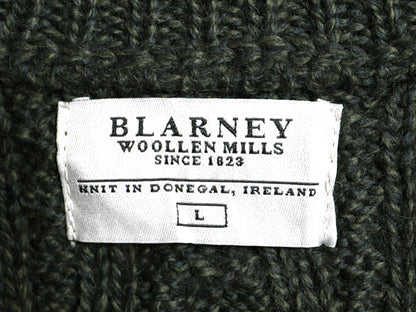 BLARNEY
WOOLLEN MILLS
SINCE 1823
KNIT IN DONEGAL, IRELAND
L